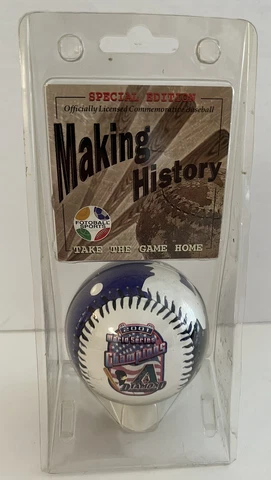 SPECIAL EDITION
Officially Licensed Commemorative Baseball
Making
History
FOTOBALL
SPORTS
TAKE THE GAME HOME
2001
World Series
Champions